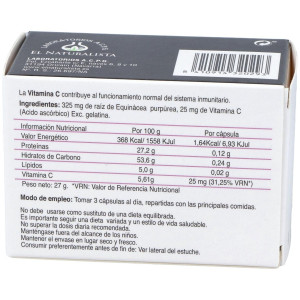 EL NATURALISTA
LABORATORIOS A.C.P.G.
La Vitamina C contribuye al funcionamiento normal del sistema inmunitario.
Ingredientes: 325 mg de raíz de Equinácea purpúrea, 25 mg de Vitamina C
(Acido ascórbico) Exc. gelatina.
Información Nutricional Por 100 g Por cápsula
Valor Energético 368 Kcal/ 1558 KJul 1,64Kcal/ 6,93 KJul
Proteinas 27,2 g 0,12 g
Hidratos de Carbono 53,6 g 0,24 g
Lípidos 5,0 g 0,02 g
Vitamina C 5,61g 25 mg (31,25% VRN*)
Peso neto: 27 g. *VRN: Valor de Referencia Nutricional
Modo de empleo: Tomar 3 cápsulas al día, repartidas con las principales comidas.
No debe usarse como sustituto de una dieta equilibrada.
Es importante seguir una dieta variada y un estilo de vida saludable.
No superar la dosis diaria recomendada.
Manténgase fuera del alcance de los niños.
Mantener en lugar seco y fresco.
Consumir preferentemente antes de fin de: Ver lateral del estuche.